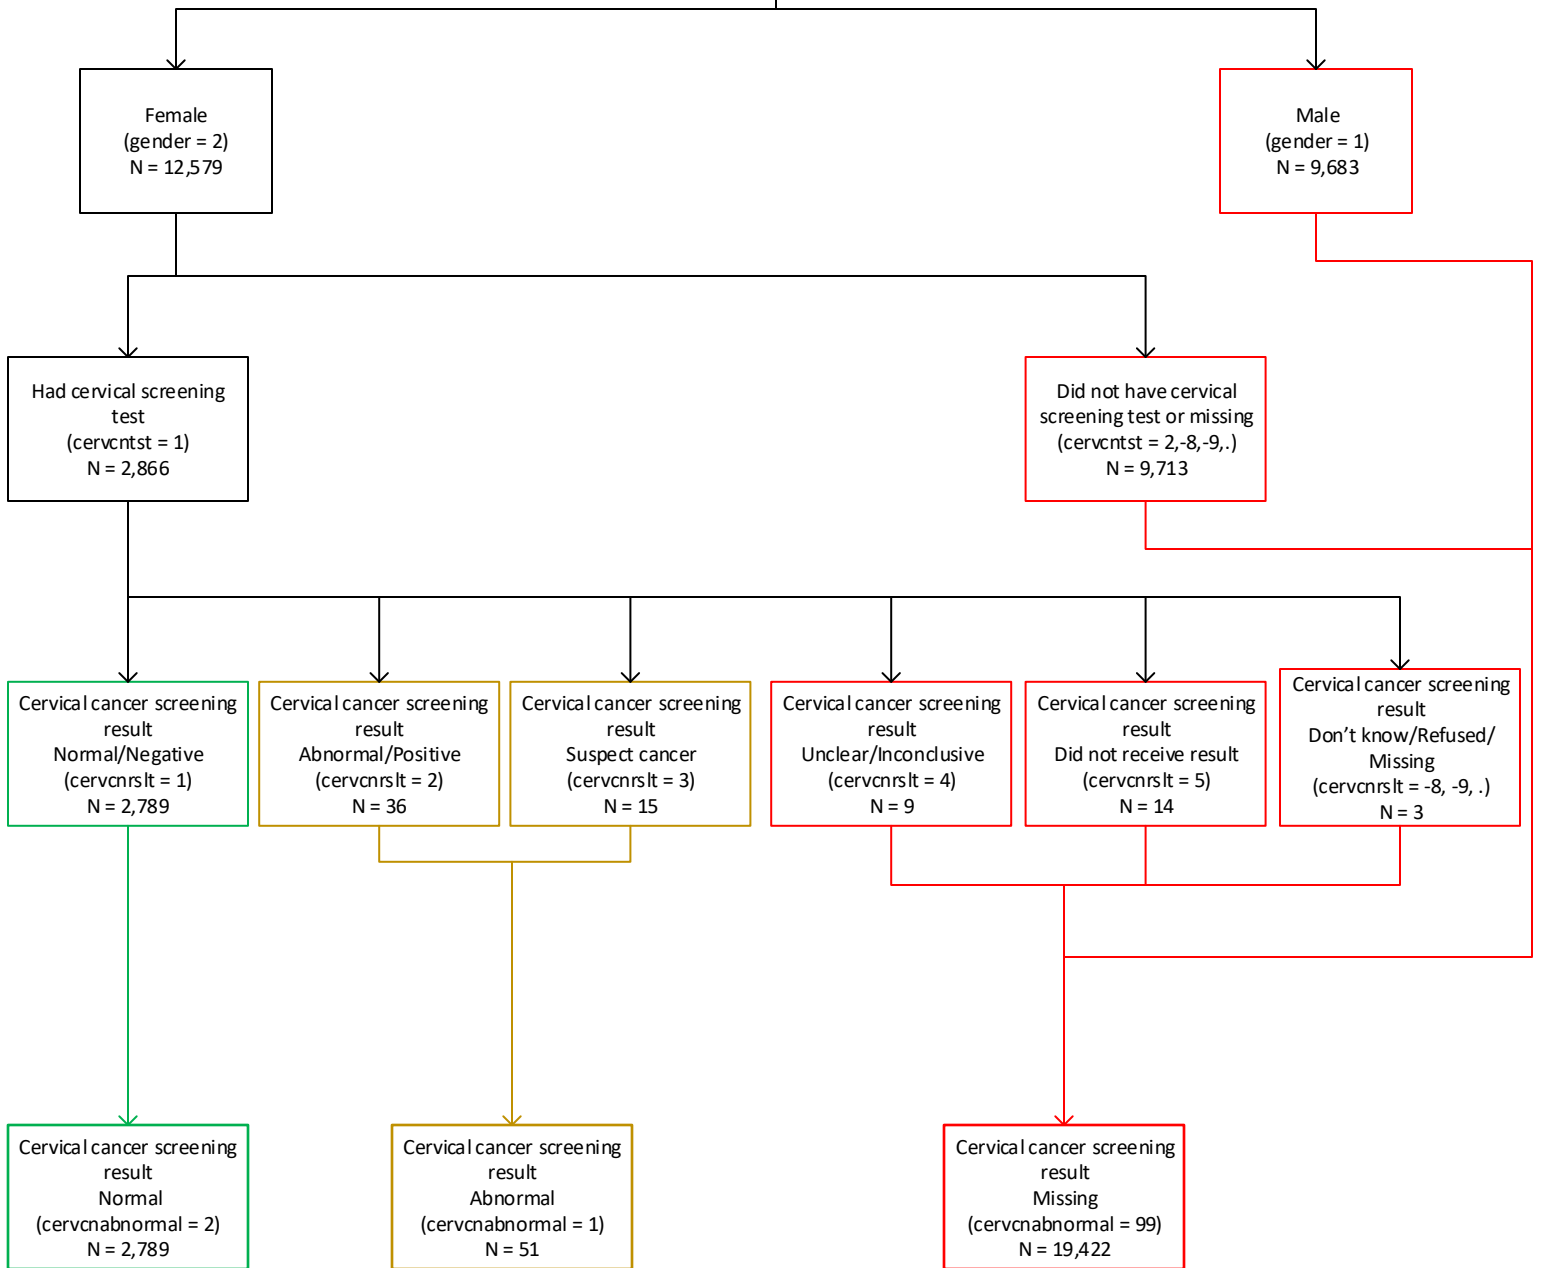 Female
(gender = 2)
N = 12,579
Male
(gender = 1)
N = 9,683
Had cervical screening
test
(cervcntst = 1)
N = 2,866
Did not have cervical
screening test or missing
(cervcntst = 2,-8,-9,.)
N = 9,713
Cervical cancer screening
result
Normal/Negative
(cervcnrslt = 1)
N = 2,789
Cervical cancer screening
result
Abnormal/Positive
(cervcnrslt = 2)
N = 36
Cervical cancer screening
result
Suspect cancer
(cervcnrslt = 3)
N = 15
Cervical cancer screening
result
Unclear/Inconclusive
(cervcnrslt = 4)
N = 9
Cervical cancer screening
result
Did not receive result
(cervcnrslt = 5)
N = 14
Cervical cancer screening
result
Don’t know/Refused/
Missing
(cervcnrslt = -8, -9, .)
N = 3
Cervical cancer screening
result
Normal
(cervcnabnormal = 2)
N = 2,789
Cervical cancer screening
result
Abnormal
(cervcnabnormal = 1)
N = 51
Cervical cancer screening
result
Missing
(cervcnabnormal = 99)
N = 19,422